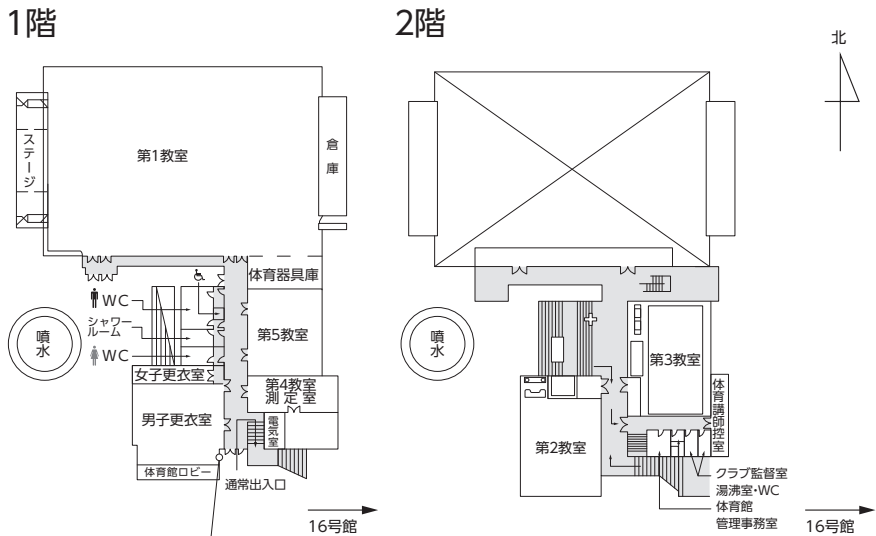 1階
2階
北
ステージ
第1教室
倉庫
体育器具庫
WC
シャワー
ルーム
WC
噴水
第5教室
女子更衣室
第4教室
測定室
男子更衣室
電気室
体育館ロビー
通常出入口
16号館
噴水
第3教室
第2教室
体育講師控室
クラブ監督室
湯沸室・WC
体育館
管理事務室
16号館